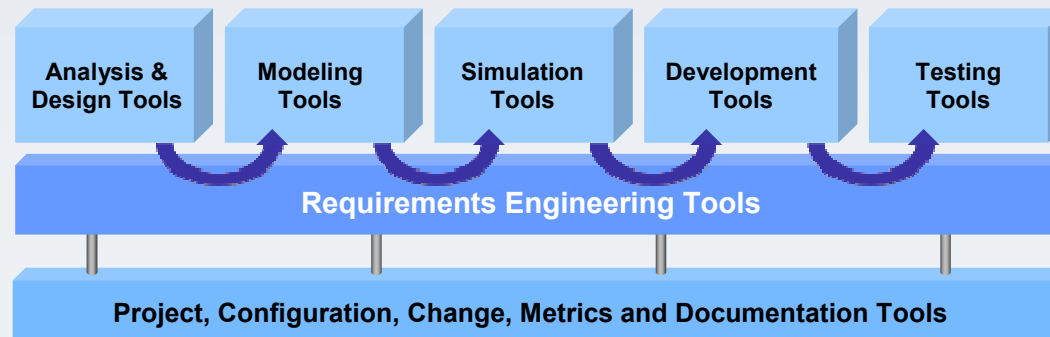 Analysis &
Design Tools
Modeling
Tools
Simulation
Tools
Development
Tools
Testing
Tools
Requirements Engineering Tools
Project, Configuration, Change, Metrics and Documentation Tools